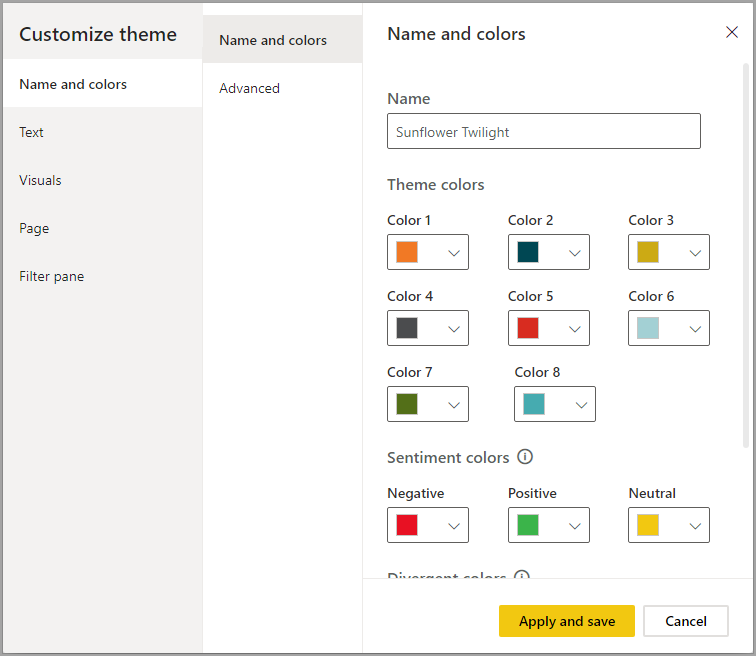 Customize theme
Name and colors
Text
Visuals
Page
Filter pane
Name and colors
Advanced
Name and colors
Name
Sunflower Twilight
Theme colors
Color 1 Color 2 Color 3
Color 4 Color 5 Color 6
Color 7 Color 8
Sentiment colors
Negative Positive Neutral
Divergent colors
Apply and save Cancel